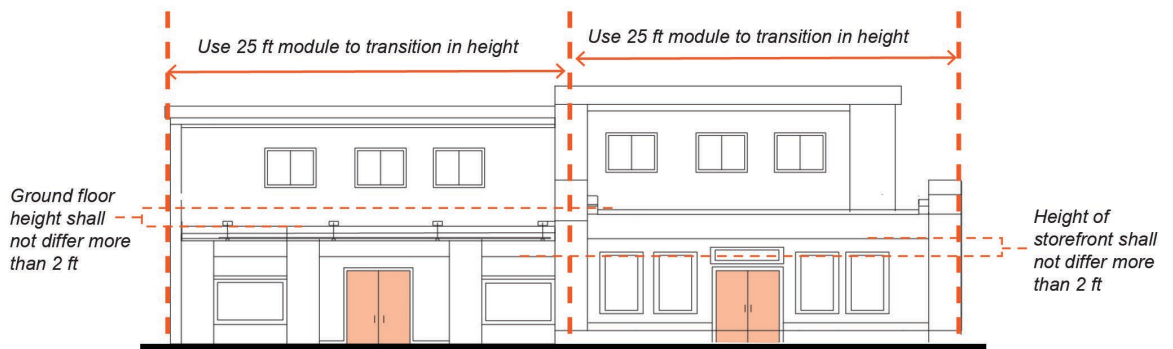 Use 25 ft module to transition in height
Use 25 ft module to transition in height
Ground floor
height shall
not differ more
than 2 ft
Height of
storefront shall
not differ more
than 2 ft